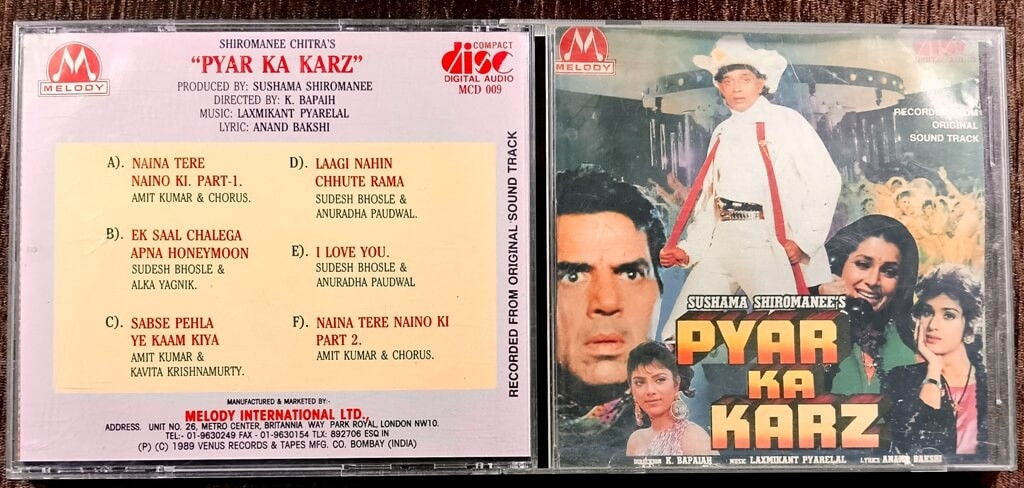 MELODY
SHIROMANEE CHITRA'S
"PYAR KA KARZ"
PRODUCED BY: SUSHAMA SHIROMANEE
DIRECTED BY: K. BAPAIH
MUSIC: LAXMIKANT PYARELAL
LYRIC: ANAND BAKSHI
COMPACT
disc
DIGITAL AUDIO
MCD 009
A). NAINA TERE
NAINO KI. PART-1.
AMIT KUMAR & CHORUS.
B). EK SAAL CHALEGA
APNA HONEYMOON
SUDESH BHOSLE &
ALKA YAGNIK.
C). SABSE PEHLA
YE KAAM KIYA
AMIT KUMAR &
KAVITA KRISHNAMURTY.
D). LAAGI NAHIN
CHHUTE RAMA
SUDESH BHOSLE &
ANURADHA PAUDWAL.
E). I LOVE YOU.
SUDESH BHOSLE &
ANURADHA PAUDWAL
F). NAINA TERE NAINO KI
PART 2.
AMIT KUMAR & CHORUS.
RECORDED FROM ORIGINAL SOUND TRACK
MANUFACTURED & MARKETED BY:-
MELODY INTERNATIONAL LTD.,
ADDRESS. UNIT NO. 26, METRO CENTER, BRITANNIA WAY PARK ROYAL, LONDON NW10.
TEL:- 01-9630249 FAX - 01-9630154 TLX: 892706 ESQ IN
(P) (C) 1989 VENUS RECORDS & TAPES MFG. CO. BOMBAY (INDIA)
MELODY
disc
DIGITAL AUDIO
RECORDED FROM
ORIGINAL
SOUND TRACK
SUSHAMA SHIROMANEE'S
PYAR
KA
KARZ
K. BAPAIAH MUSIC LAXMIKANT PYARELAL LYRICS ANAND BAKSHI